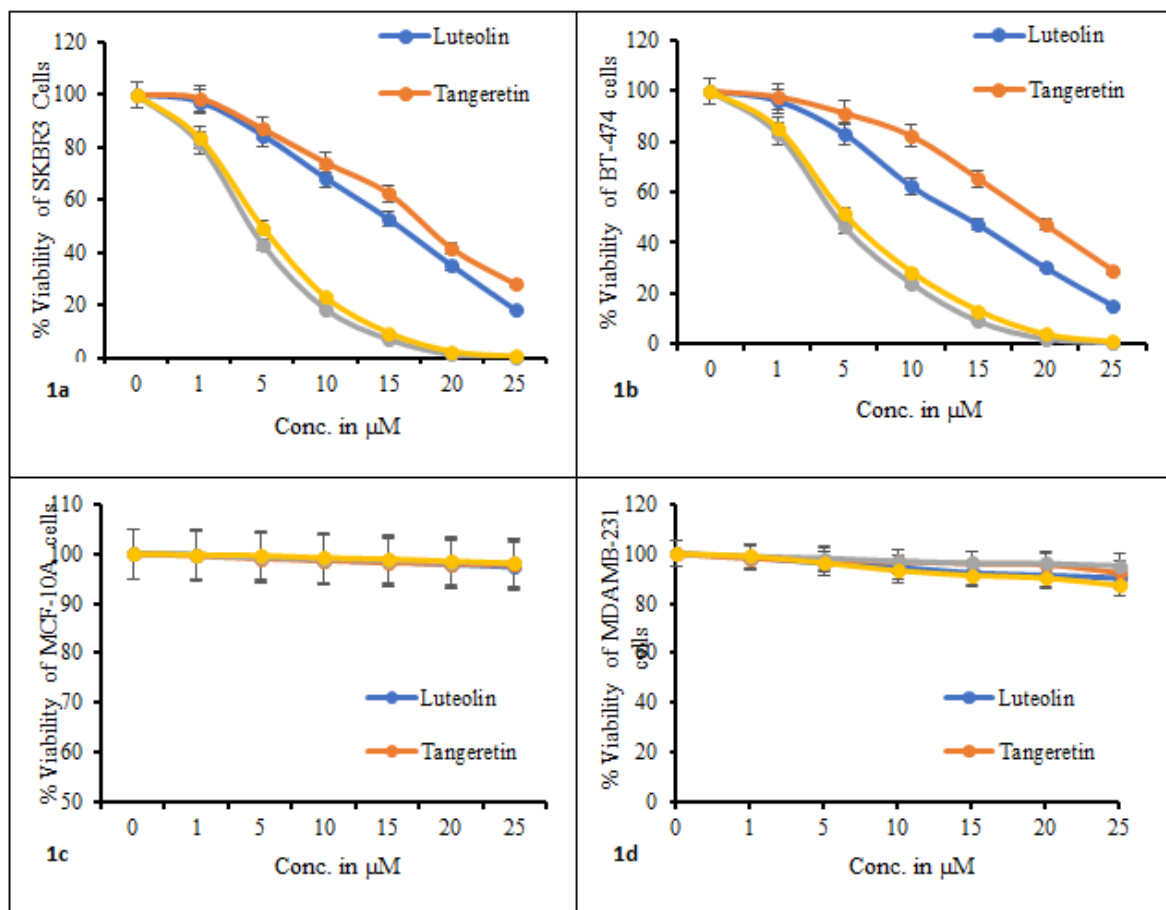 120
100
80
60
40
20
0
% Viability of SKBR3 Cells
Luteolin
Tangeretin
0 1 5 10 15 20 25
Conc. in µM
1a
120
100
80
60
40
20
0
% Viability of BT-474 cells
Luteolin
Tangeretin
0 1 5 10 15 20 25
Conc. in µM
1b
110
100
90
80
70
60
50
% Viability of MCF-10A cells
Luteolin
Tangeretin
0 1 5 10 15 20 25
Conc. in µM
1c
120
100
80
60
40
20
0
% Viability of MDAMB-231
cells
Luteolin
Tangeretin
0 1 5 10 15 20 25
Conc. in µM
1d